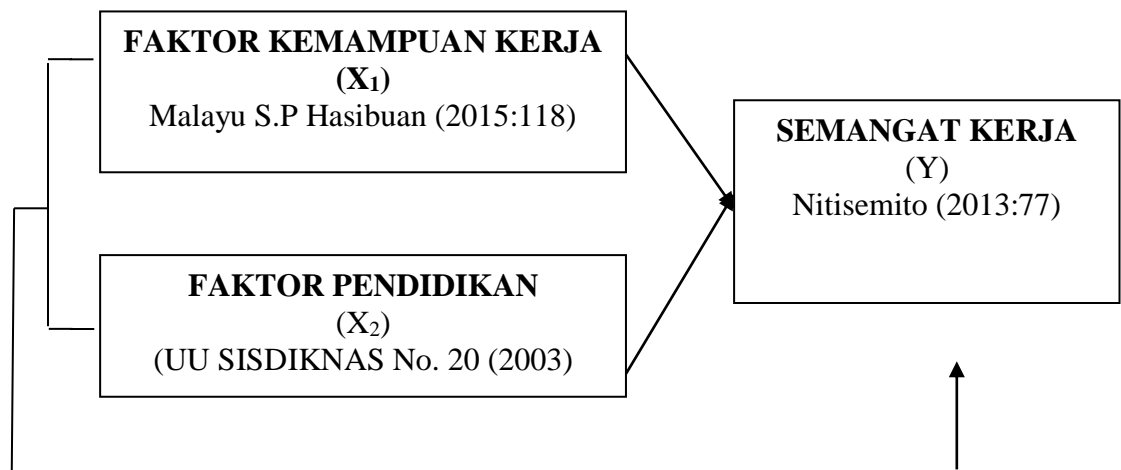 FAKTOR KEMAMPUAN KERJA
(X₁)
Malayu S.P Hasibuan (2015:118)
SEMANGAT KERJA
(Y)
Nitisemito (2013:77)
FAKTOR PENDIDIKAN
(X₂)
(UU SISDIKNAS No. 20 (2003)